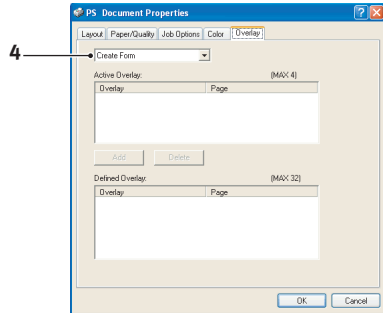 PS Document Properties
Layout Paper/Quality Job Options Color Overlay
4
Create Form
Active Overlay: (MAX 4)
Overlay Page
Add Delete
Defined Overlay: (MAX 32)
Overlay Page
OK Cancel